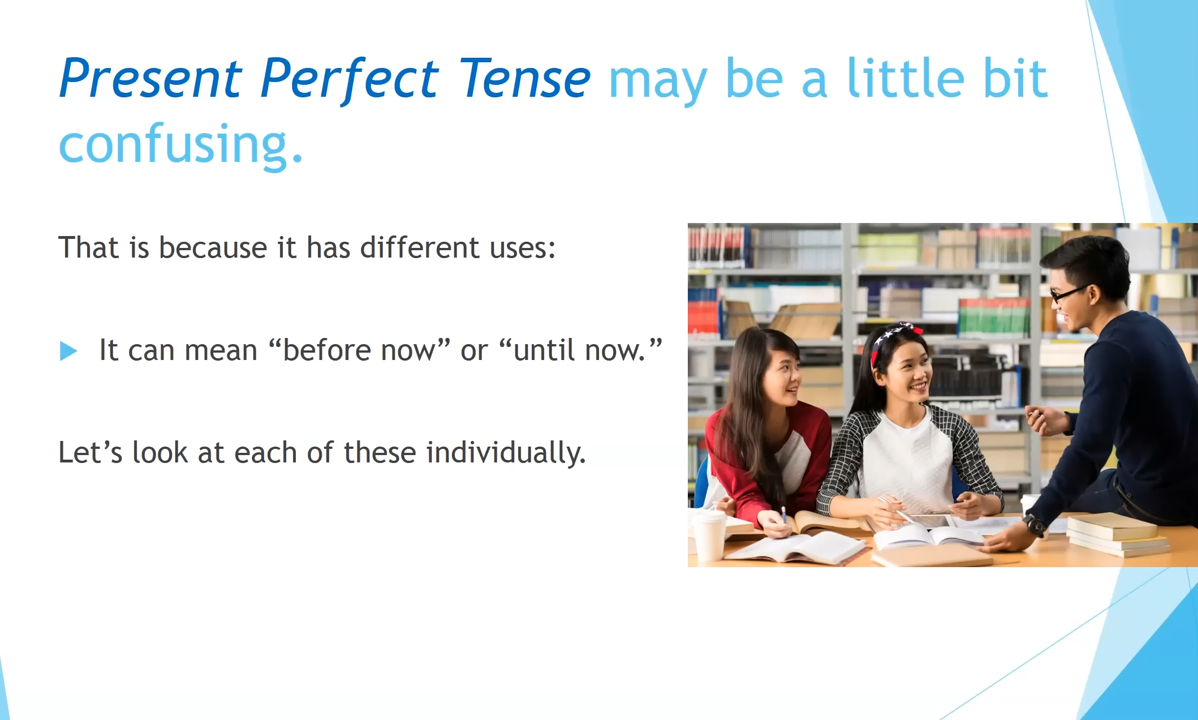 Present Perfect Tense may be a little bit
confusing.
That is because it has different uses:
It can mean “before now” or “until now.”
Let’s look at each of these individually.